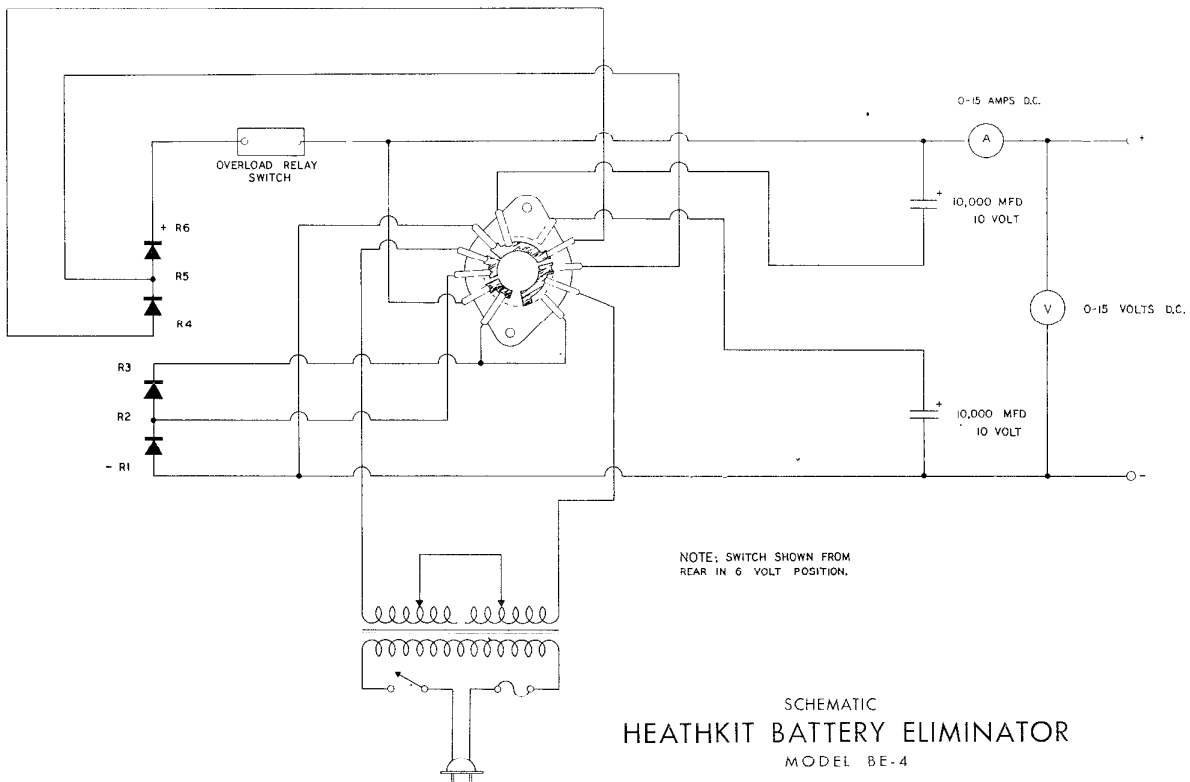 0-15 AMPS D.C.
A
+
OVERLOAD RELAY
SWITCH
+
10,000 MFD
10 VOLT
+ R6
R5
R4
V
0-15 VOLTS D.C.
R3
R2
- R1
+
10,000 MFD
10 VOLT
-
NOTE; SWITCH SHOWN FROM
REAR IN 6 VOLT POSITION.
SCHEMATIC
HEATHKIT BATTERY ELIMINATOR
MODEL BE-4